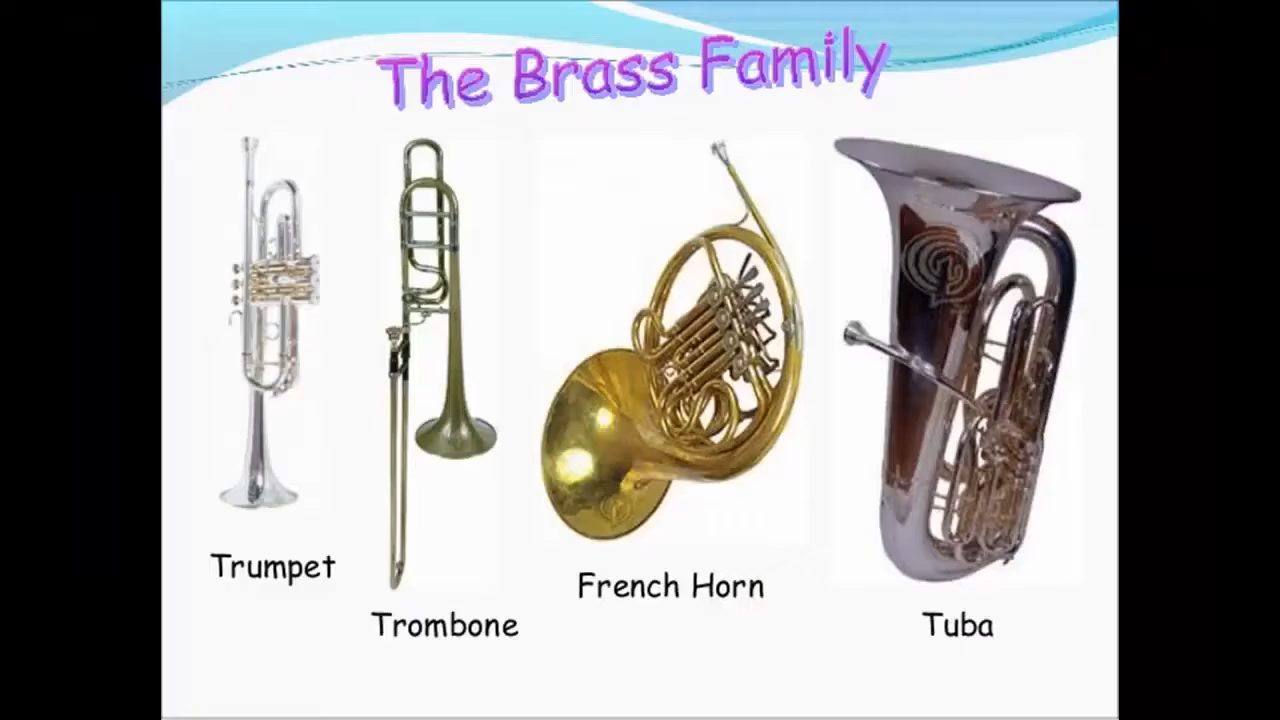 The Brass Family
Trumpet
Trombone
French Horn
Tuba